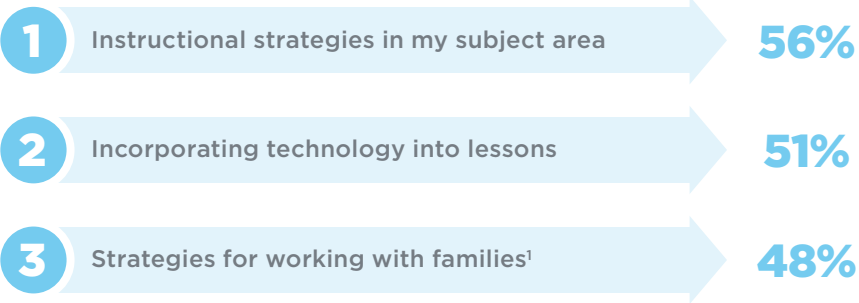 1 Instructional strategies in my subject area 56%
2 Incorporating technology into lessons 51%
3 Strategies for working with families¹ 48%